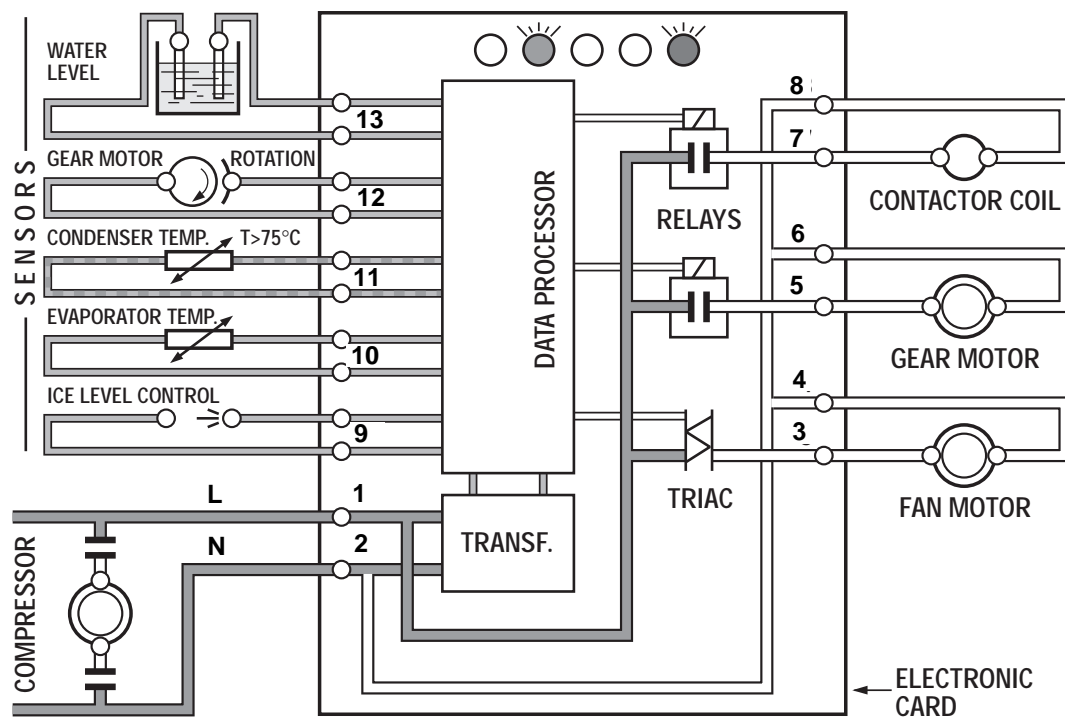 SENSORS
WATER
LEVEL
13
GEAR MOTOR
ROTATION
12
CONDENSER TEMP.
T>75°C
11
EVAPORATOR TEMP.
10
ICE LEVEL CONTROL
9
L
1
N
2
COMPRESSOR
DATA PROCESSOR
TRANSF.
RELAYS
TRIAC
8
7
CONTACTOR COIL
6
5
GEAR MOTOR
4
3
FAN MOTOR
ELECTRONIC
CARD